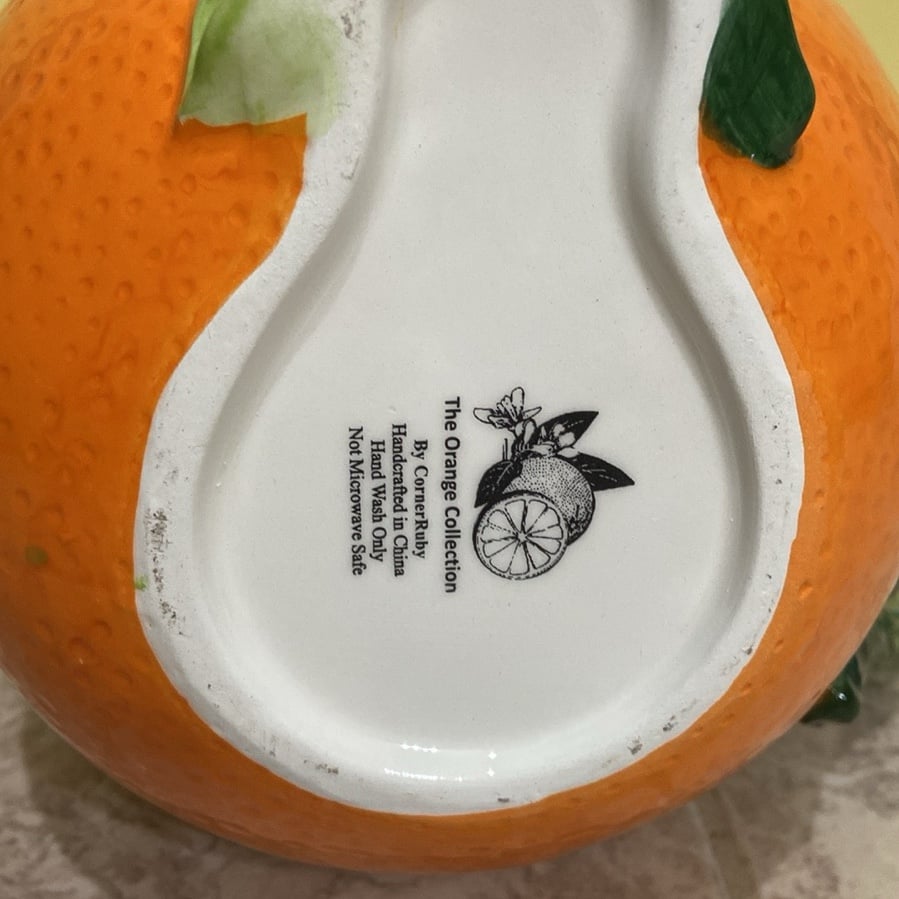 The Orange Collection
By CornerRuby
Handcrafted in China
Hand Wash Only
Not Microwave Safe